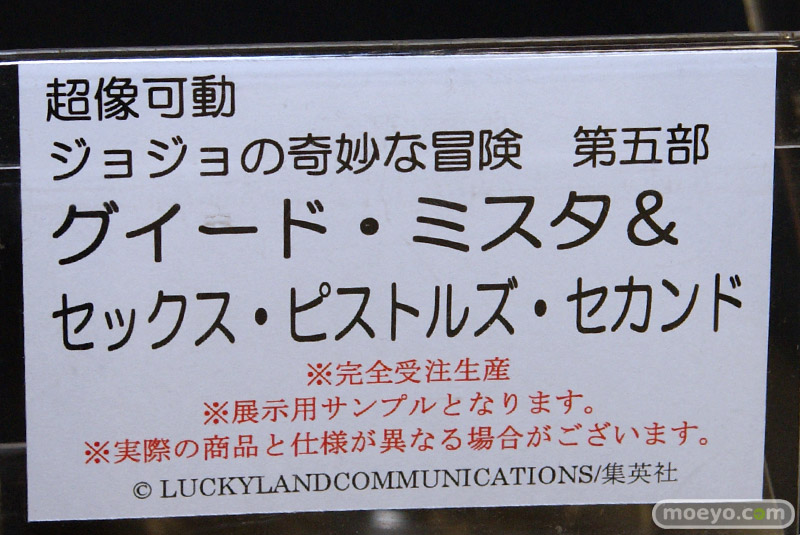 超像可動
ジョジョの奇妙な冒険　第五部
グイード・ミスタ&
セックス・ピストルズ・セカンド
※完全受注生産
※展示用サンプルとなります。
※実際の商品と仕様が異なる場合がございます。
© LUCKYLANDCOMMUNICATIONS/集英社
moeyo.com